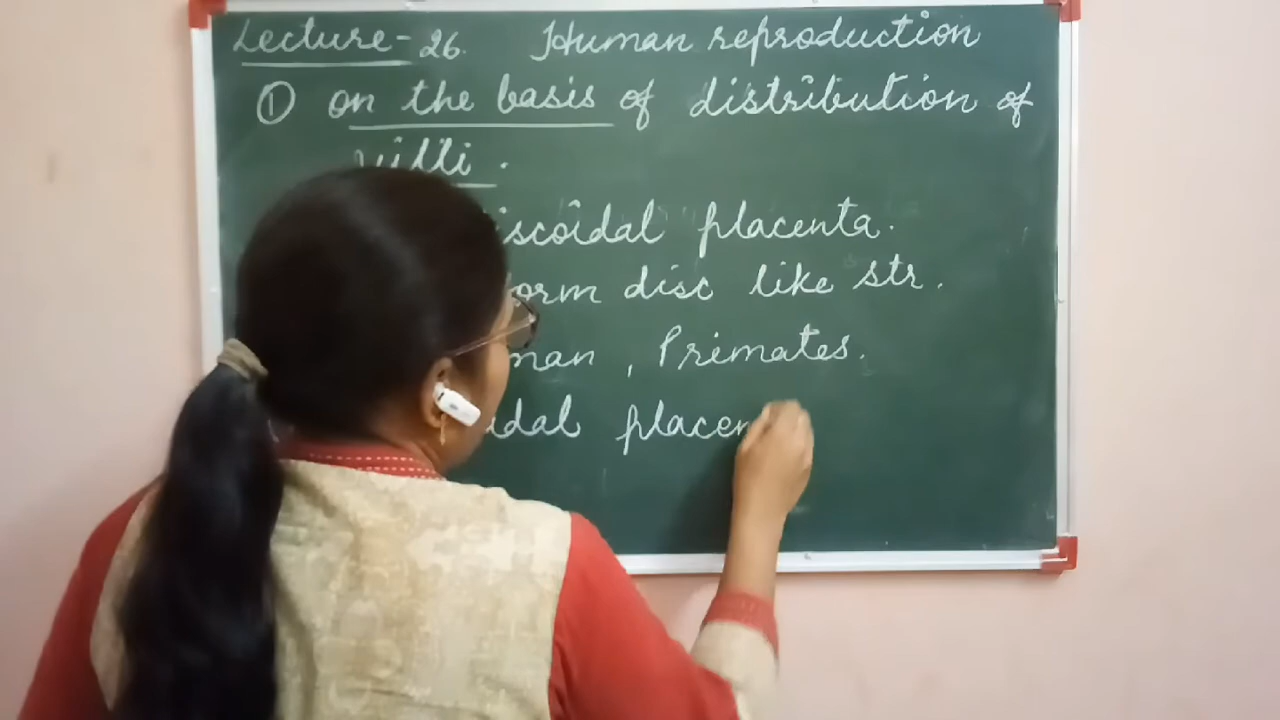 Lecture-26. Human reproduction
① on the basis of distribution of
villi.
iscoidal placenta.
orm disc like str.
man, Primates.
idal placen